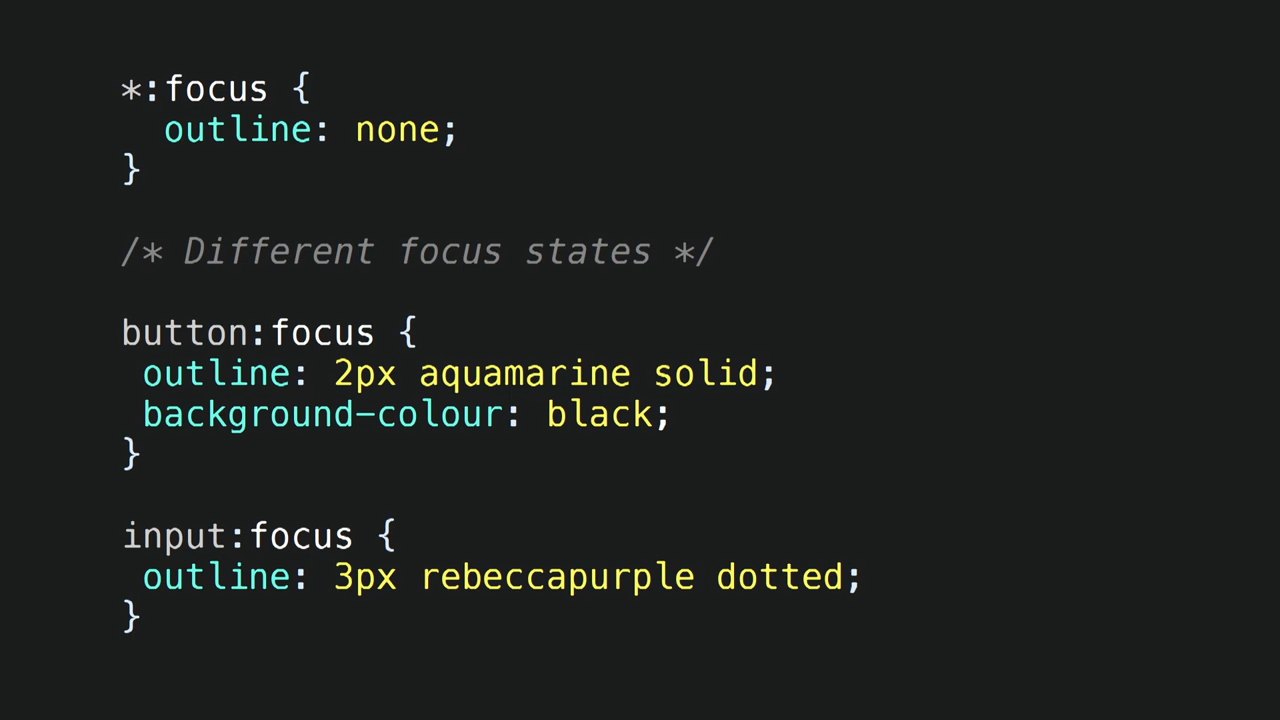 *:focus {
  outline: none;
}
/* Different focus states */
button:focus {
 outline: 2px aquamarine solid;
 background-colour: black;
}
input:focus {
 outline: 3px rebeccapurple dotted;
}